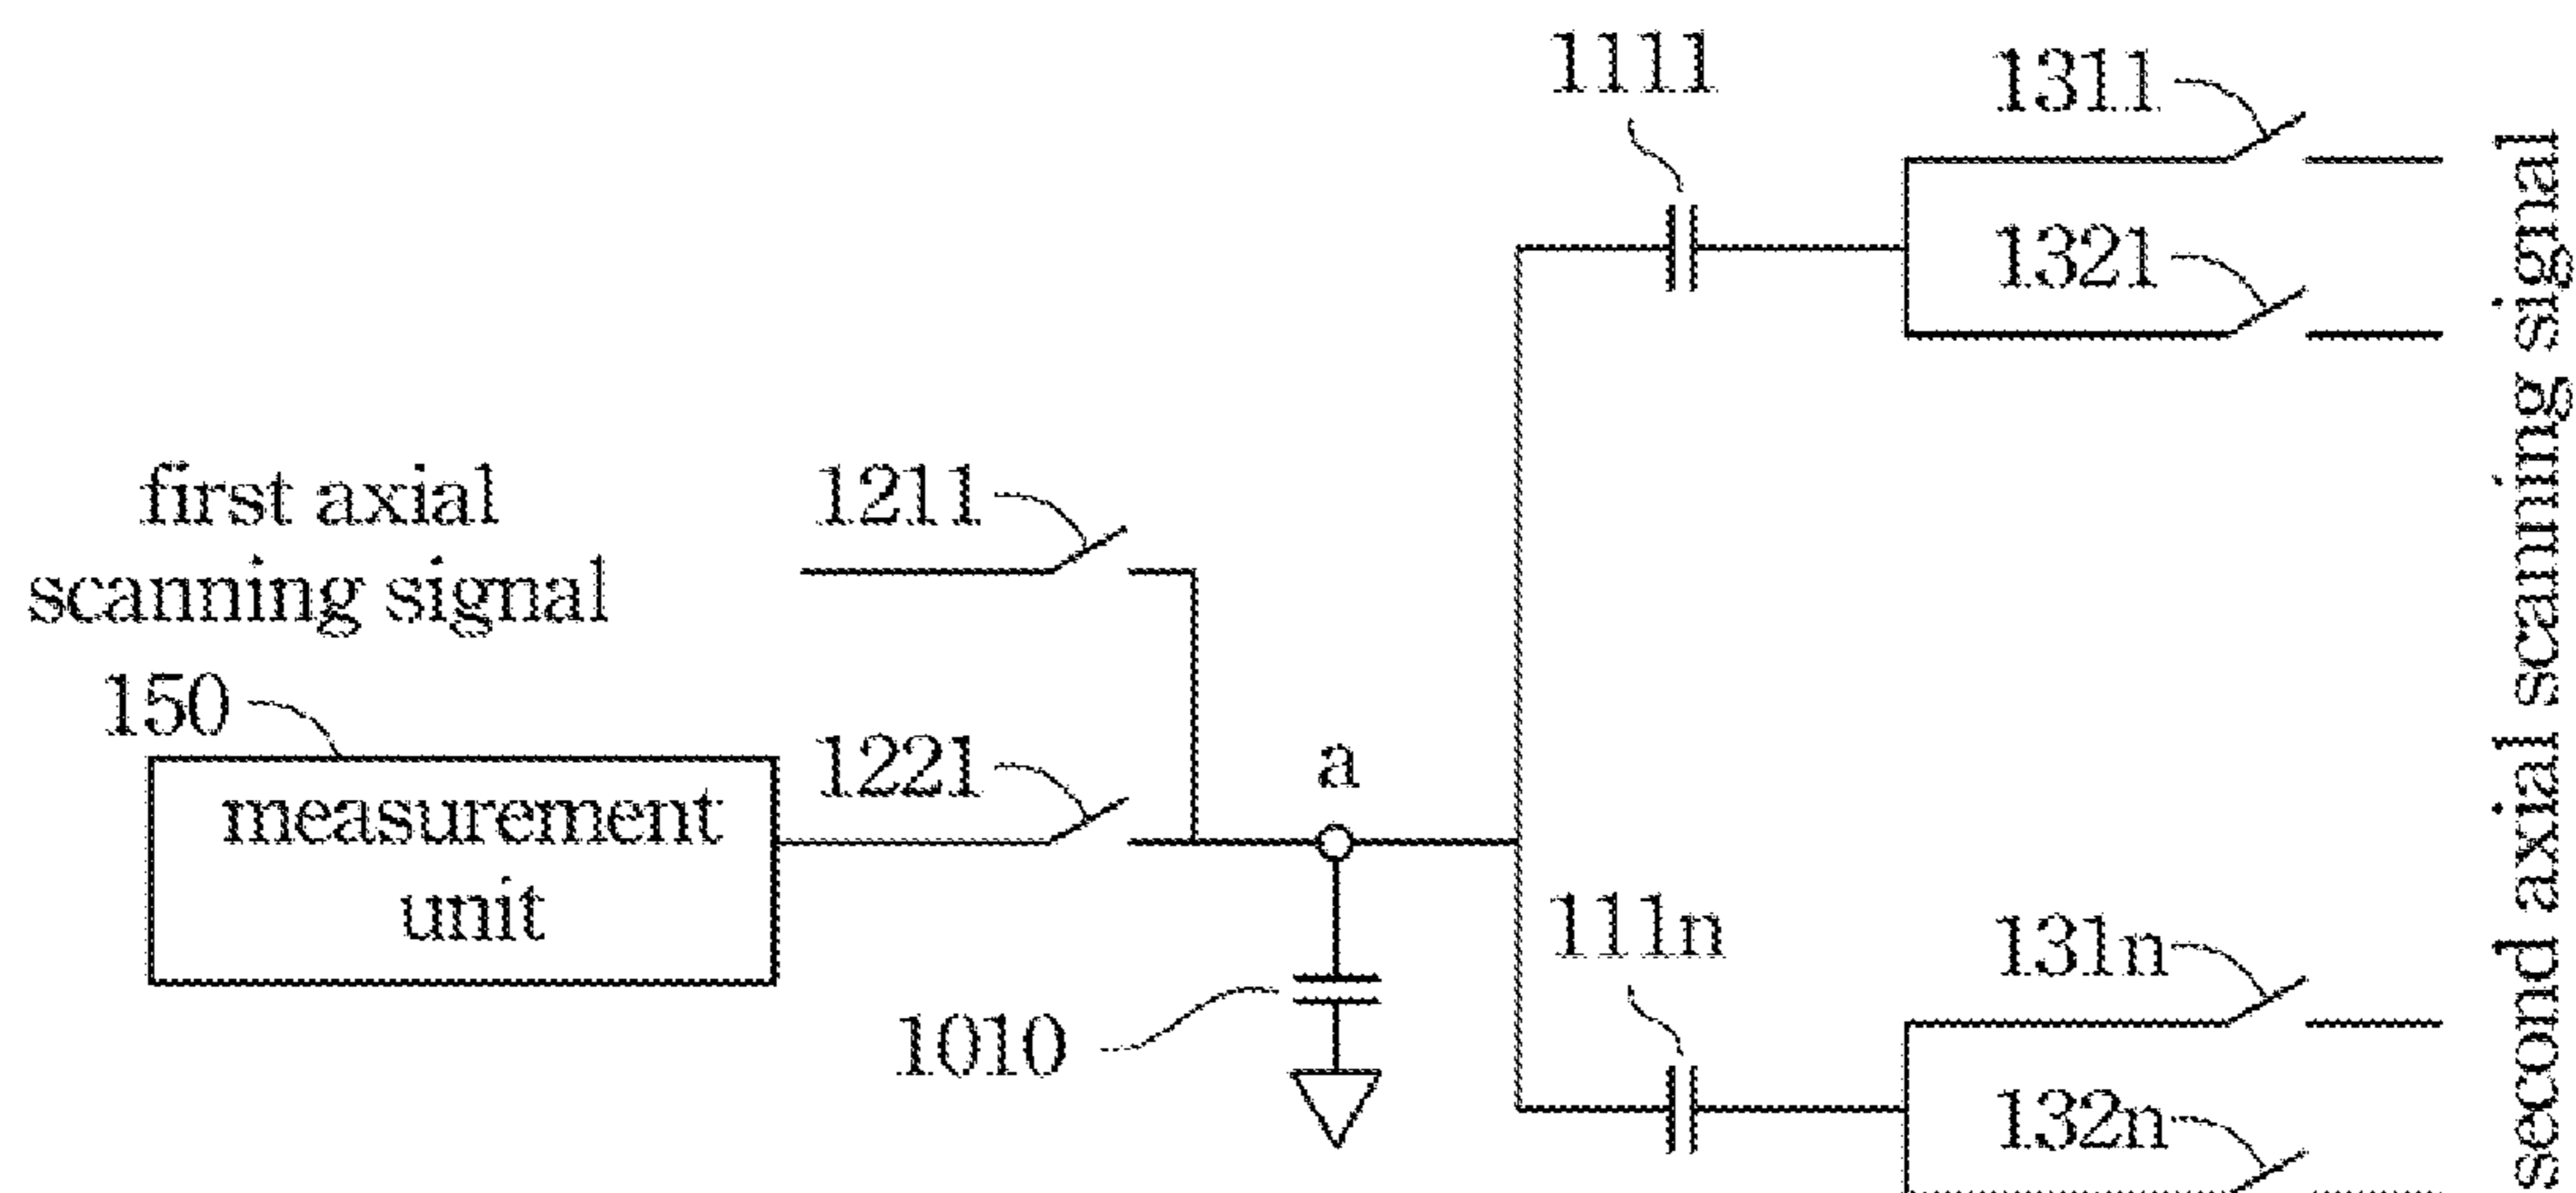 1111
1311
1321
first axial
scanning signal
1211
150
1221
measurement
unit
a
1010
111n
131n
132n
second axial scanning signal